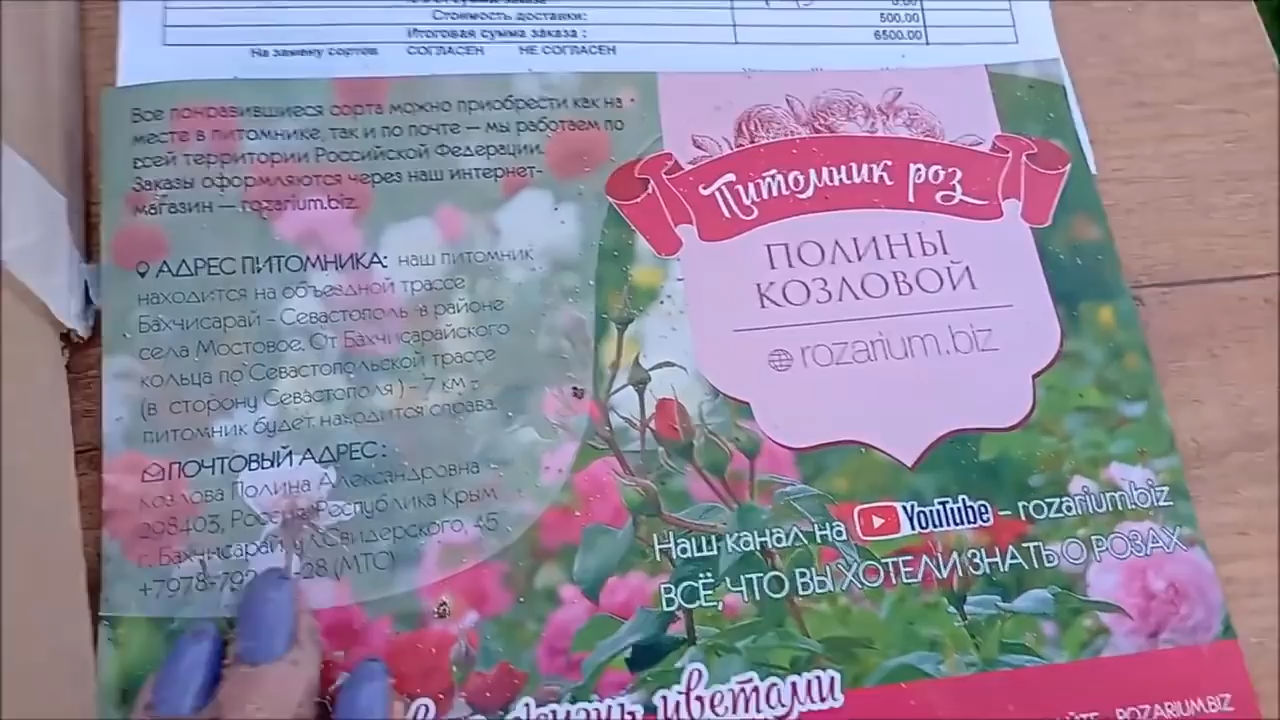 Стоимость доставки: 500.00
Итоговая сумма заказа : 6500.00
На замену сортов СОГЛАСЕН НЕ СОГЛАСЕН
Все понравившиеся сорта можно приобрести как на
месте в питомнике, так и по почте — мы работаем по
всей территории Российской Федерации.
Заказы оформляются через наш интернет-
магазин — rozarium.biz.
АДРЕС ПИТОМНИКА: наш питомник
находится на объездной трассе
Бахчисарай - Севастополь в районе
села Мостовое. От Бахчисарайского
кольца по Севастопольской трассе
(в сторону Севастополя) - 7 км -
питомник будет находится справа.
ПОЧТОВЫЙ АДРЕС:
Козлова Полина Александровна -
298403, Россия Республика Крым
г. Бахчисарай, ул.Свидерского, 45
-28 (МТО)
Питомник роз
ПОЛИНЫ
КОЗЛОВОЙ
rozarium.biz
Наш канал на YouTube - rozarium.biz
ВСЁ, ЧТО ВЫ ХОТЕЛИ ЗНАТЬ О РОЗАХ
жизнь цветами
ROZARIUM.BIZ